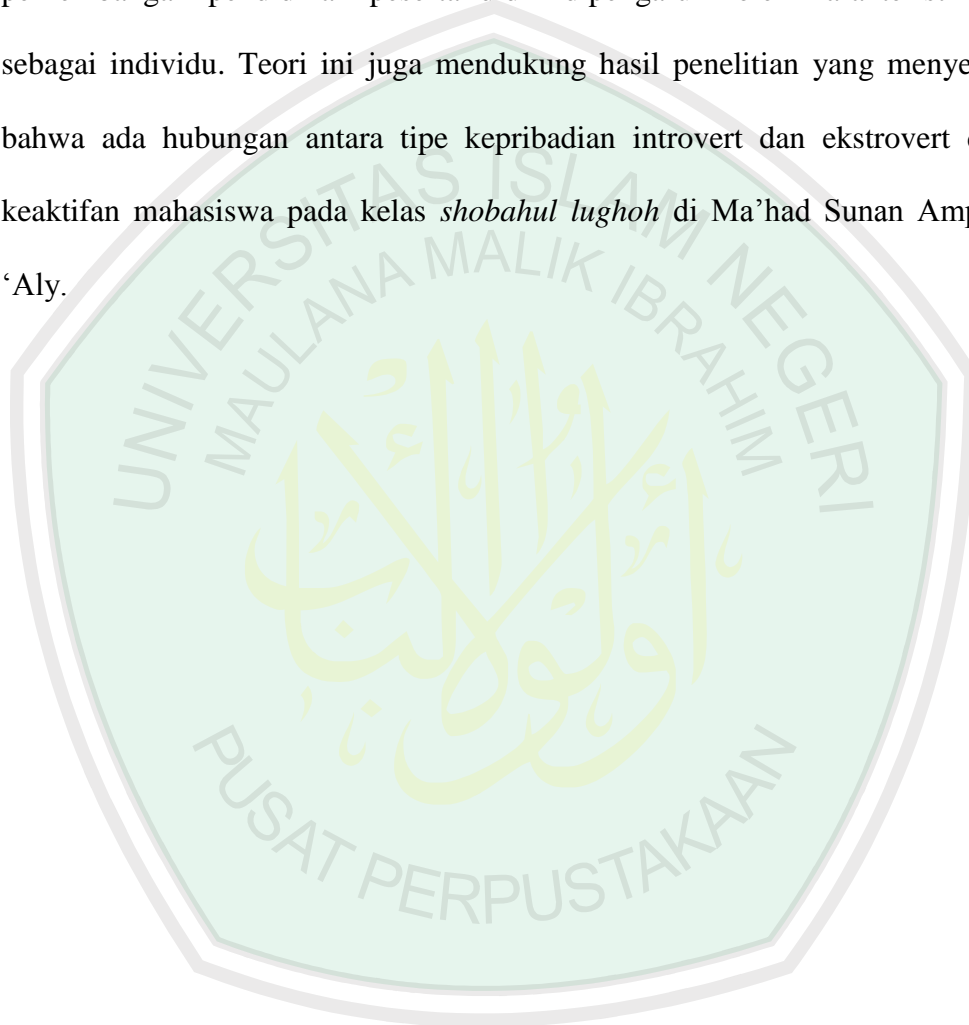 sebagai individu. Teori ini juga mendukung hasil penelitian yang menye
bahwa ada hubungan antara tipe kepribadian introvert dan ekstrovert
keaktifan mahasiswa pada kelas shobahul lughoh di Ma’had Sunan Amp
‘Aly.
UNIVERSITAS ISLAM NEGERI
MAULANA MALIK IBRAHIM
PUSAT PERPUSTAKAAN